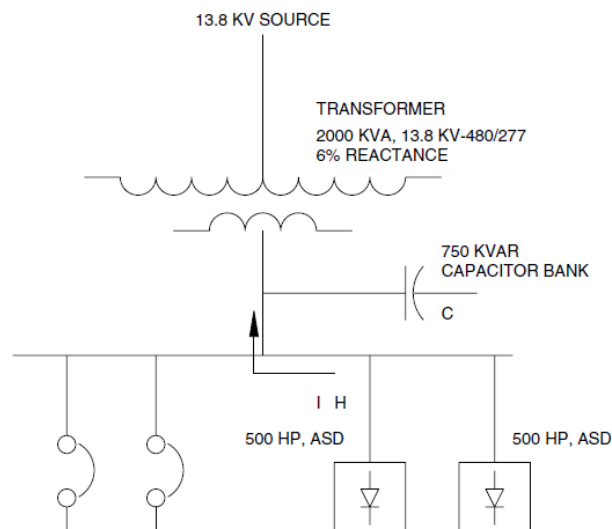 13.8 KV SOURCE
TRANSFORMER
2000 KVA, 13.8 KV-480/277
6% REACTANCE
750 KVAR
CAPACITOR BANK
C
I H
500 HP, ASD
500 HP, ASD